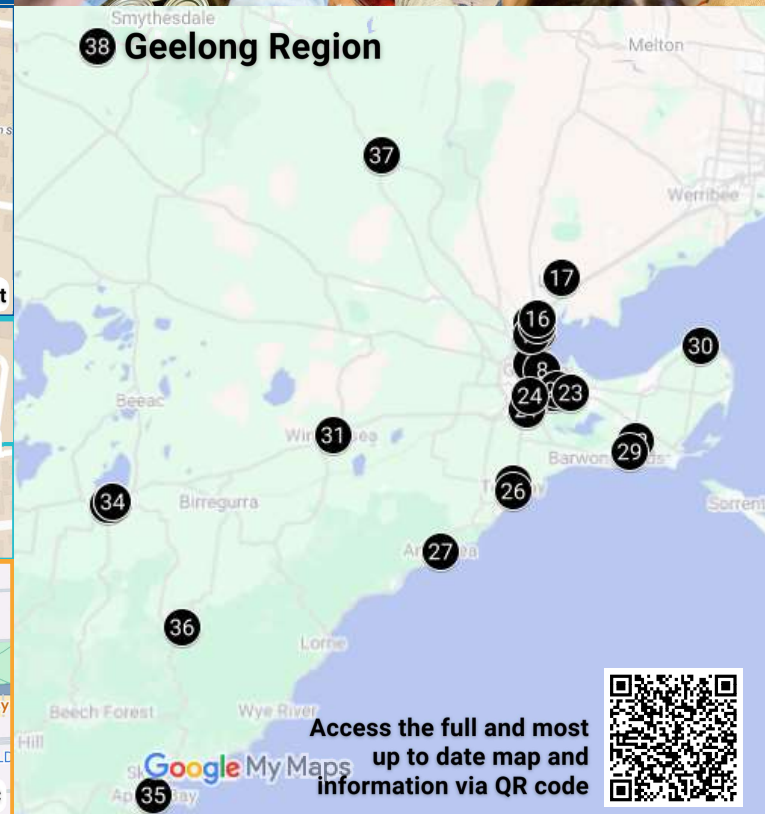 Smythesdale
38 Geelong Region
Melton
37
Werribee
17
t
16
30
8
Beeac
24
23
31
29
Barwon
34
Birregurra
26
Sorrent
27
36
Lorne
y
Beech Forest
Wye River
Hill
Access the full and most
up to date map and
information via QR code
Google My Maps
35